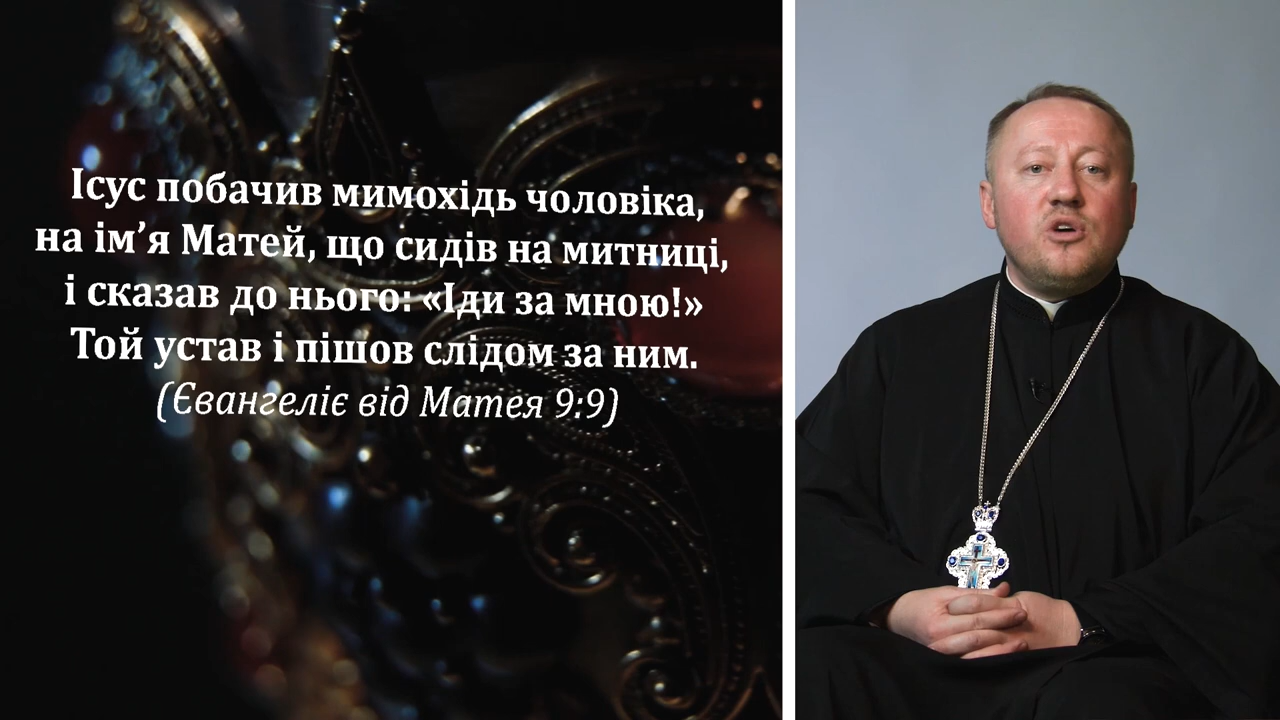 Ісус побачив мимохідь чоловіка,
на ім’я Матей, що сидів на митниці,
і сказав до нього: «Іди за мною!»
Той устав і пішов слідом за ним.
(Євангеліє від Матея 9:9)